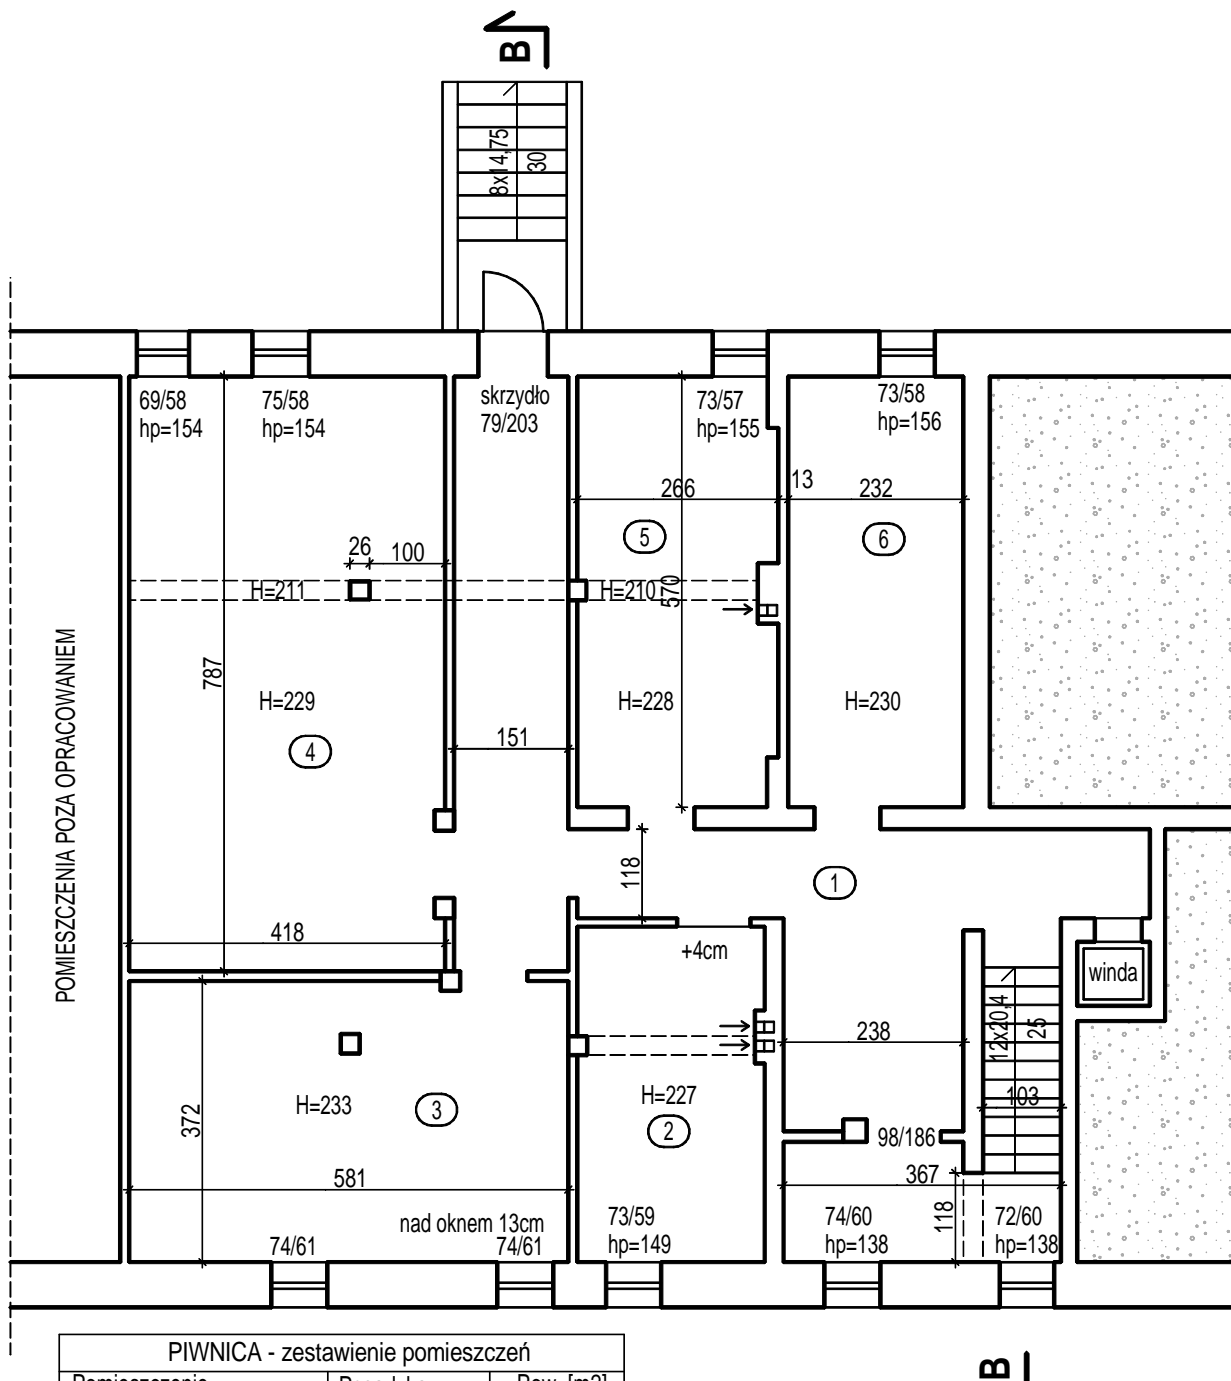 B
8x14,75
30
69/58
hp=154
75/58
hp=154
skrzydło
79/203
73/57
hp=155
73/58
hp=156
266
13
232
5
6
26
100
H=211
H=210
570
POMIESZCZENIA POZA OPRACOWANIEM
787
H=229
H=228
H=230
4
151
118
1
418
+4cm
winda
12x20,4
25
238
103
H=233
3
372
H=227
2
98/186
581
367
118
nad oknem 13cm
74/61
74/61
73/59
hp=149
74/60
hp=138
72/60
hp=138
PIWNICA - zestawienie pomieszczeń
B